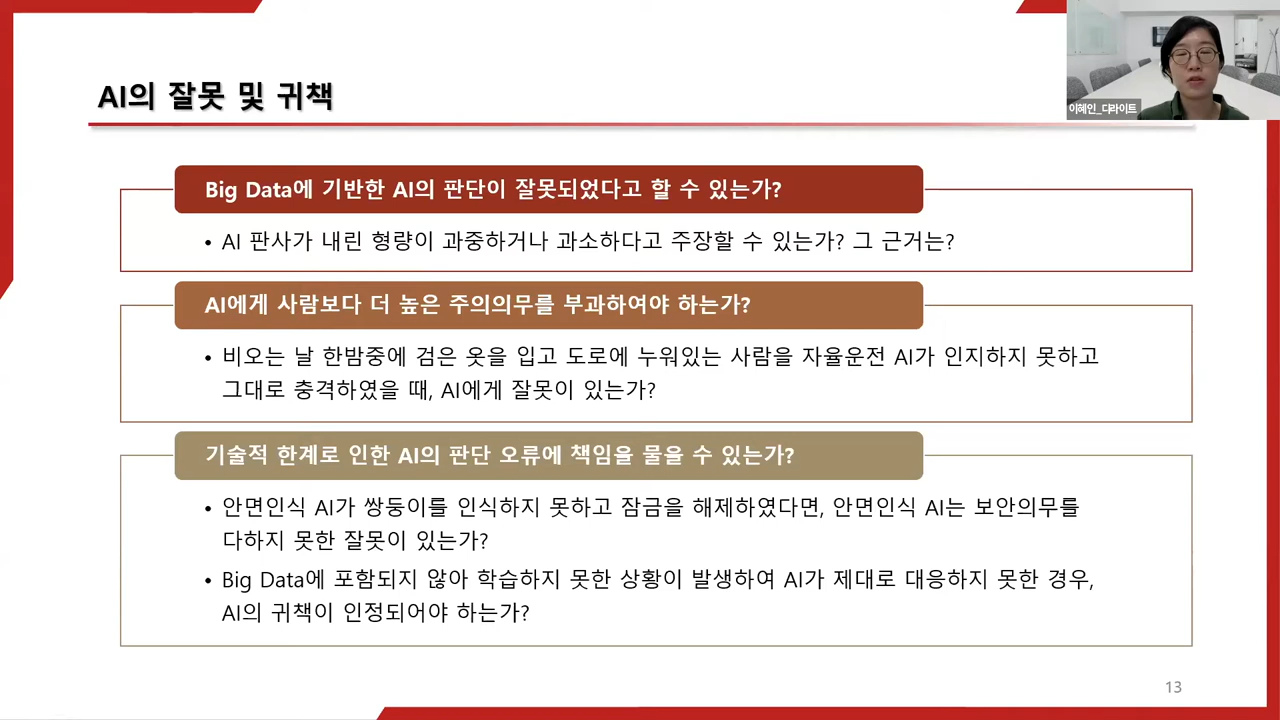 AI의 잘못 및 귀책
이혜인_디라이트
Big Data에 기반한 AI의 판단이 잘못되었다고 할 수 있는가?
• AI 판사가 내린 형량이 과중하거나 과소하다고 주장할 수 있는가? 그 근거는?
AI에게 사람보다 더 높은 주의의무를 부과하여야 하는가?
• 비오는 날 한밤중에 검은 옷을 입고 도로에 누워있는 사람을 자율운전 AI가 인지하지 못하고
그대로 충격하였을 때, AI에게 잘못이 있는가?
기술적 한계로 인한 AI의 판단 오류에 책임을 물을 수 있는가?
• 안면인식 AI가 쌍둥이를 인식하지 못하고 잠금을 해제하였다면, 안면인식 AI는 보안의무를
다하지 못한 잘못이 있는가?
• Big Data에 포함되지 않아 학습하지 못한 상황이 발생하여 AI가 제대로 대응하지 못한 경우,
AI의 귀책이 인정되어야 하는가?
13